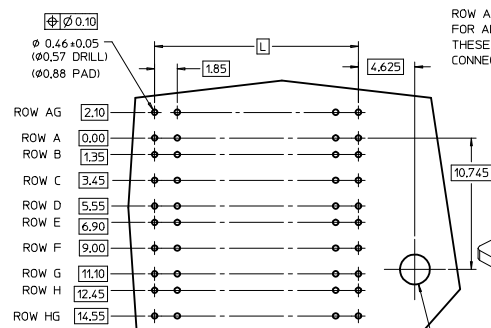 ROW A
FOR A
THESE
CONNE
⌖ Ø 0.10
Ø 0.46±0.05
(Ø0,57 DRILL)
(Ø0,88 PAD)
L
1.85
4.625
ROW AG 2.10
ROW A 0.00
ROW B 1.35
ROW C 3.45
ROW D 5.55
ROW E 6.90
ROW F 9.00
ROW G 11.10
ROW H 12.45
ROW HG 14.55
10.745